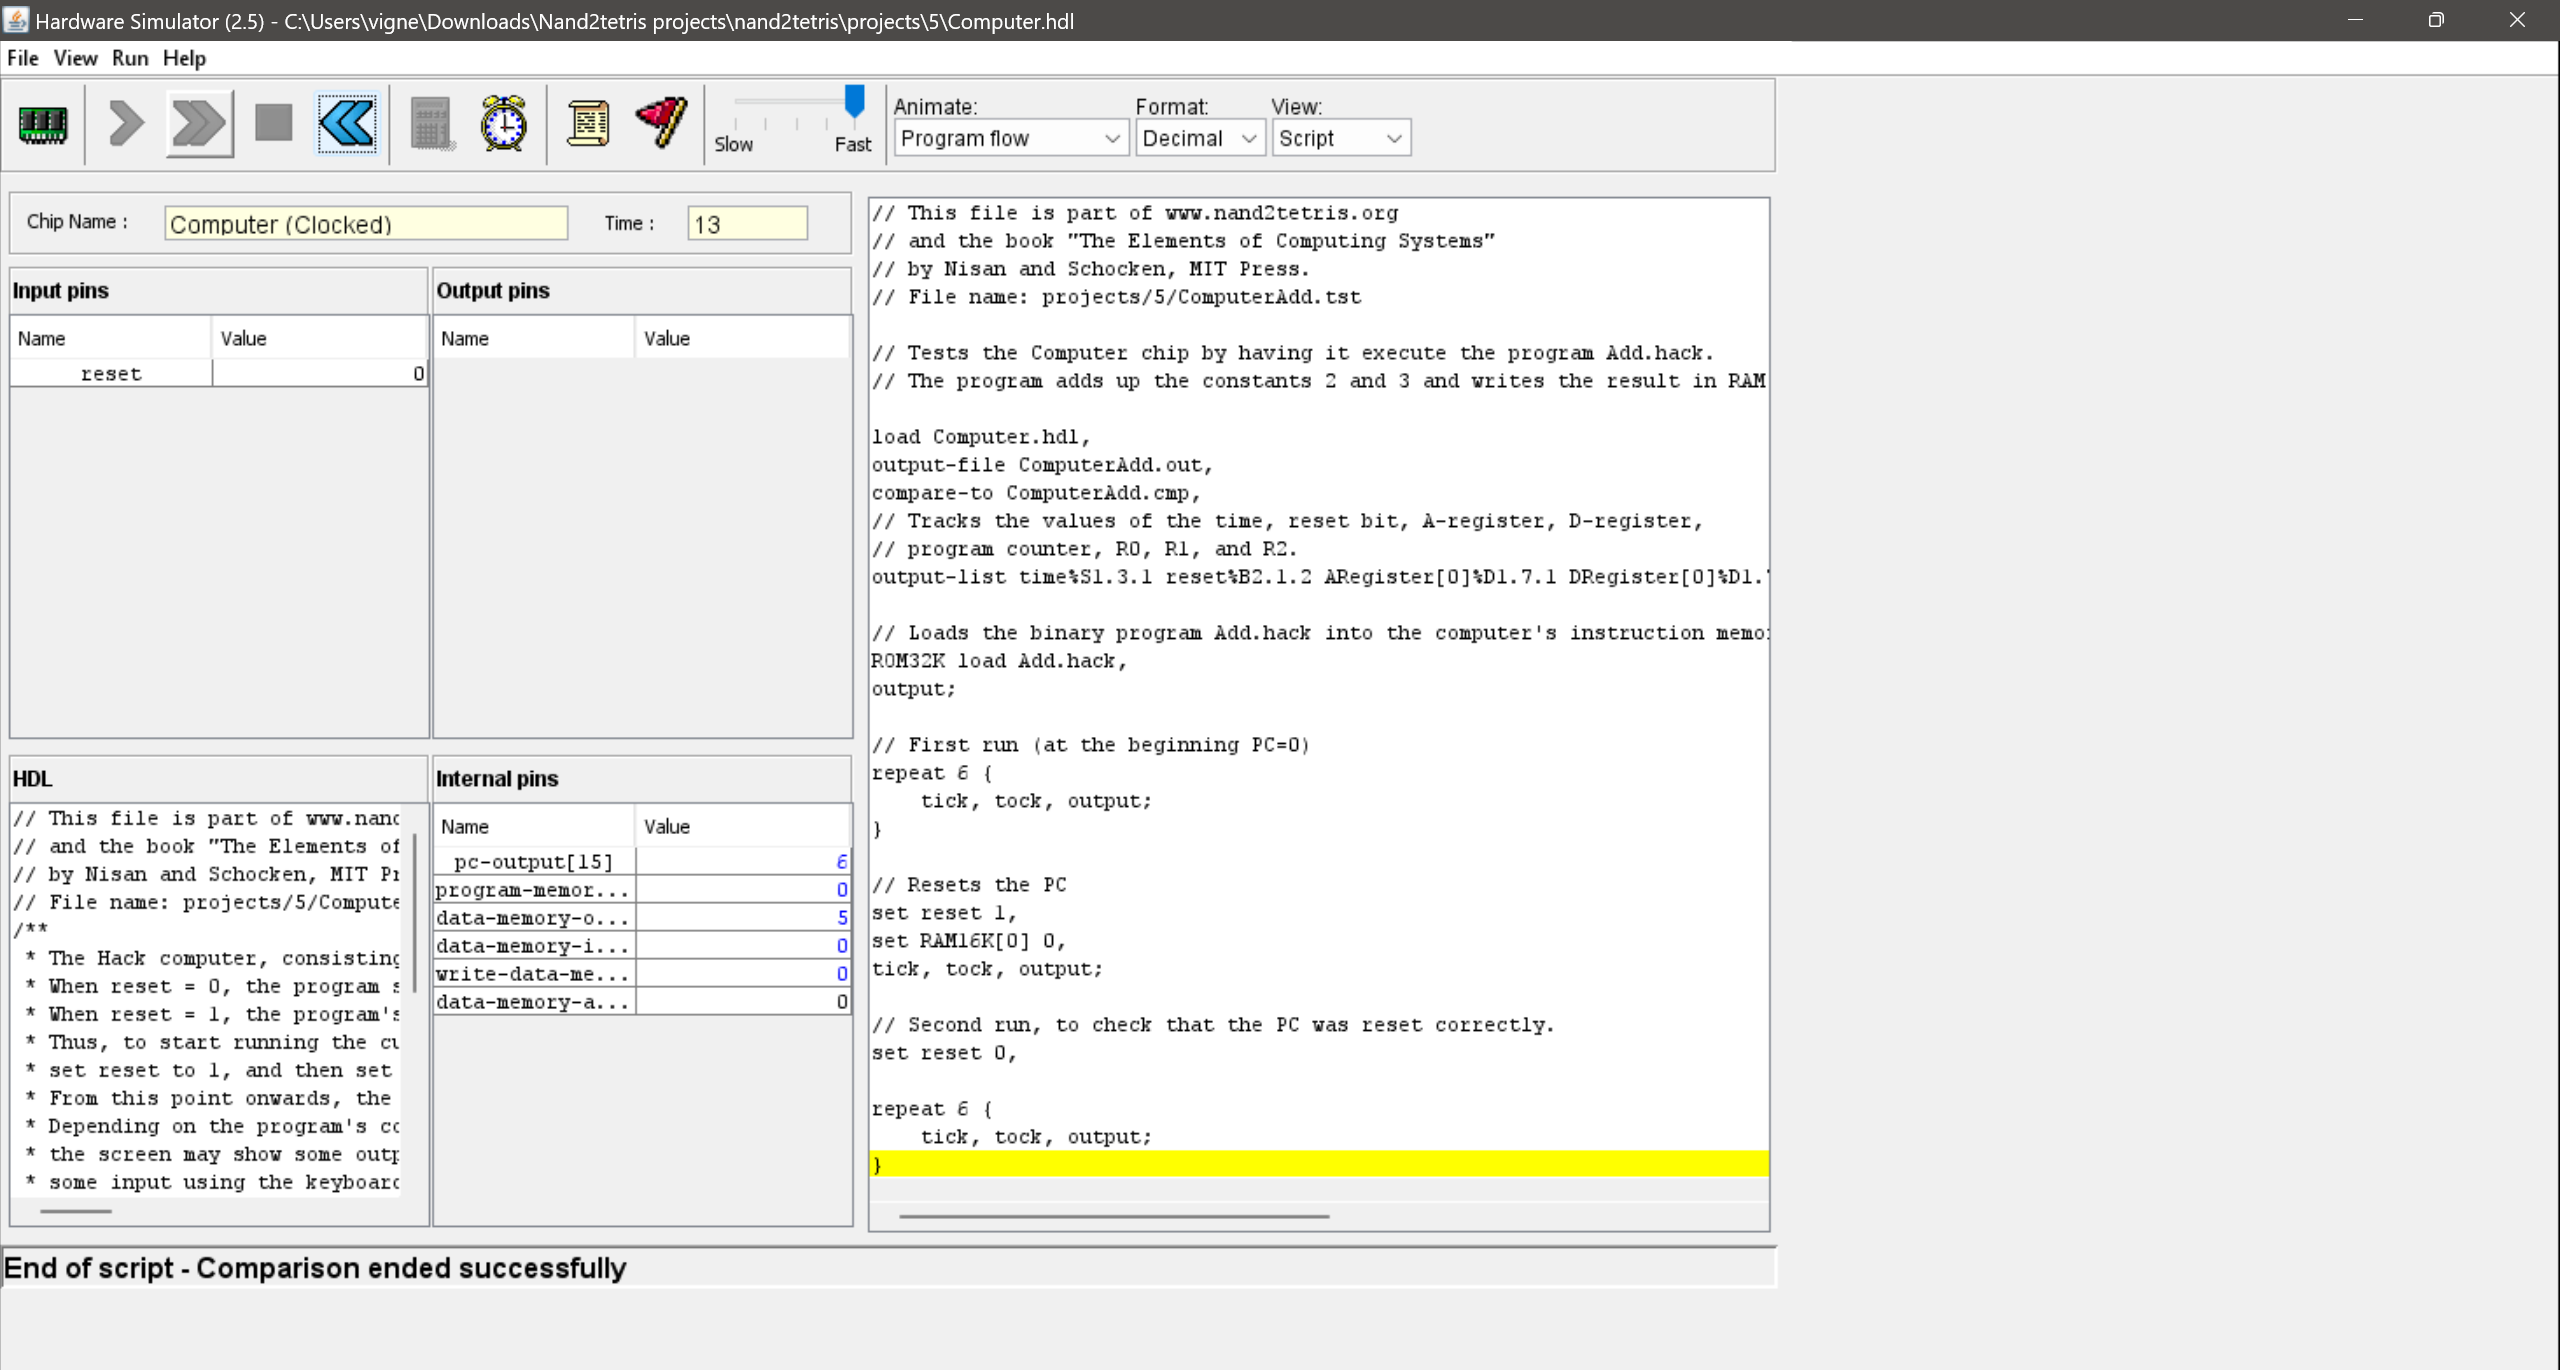 Hardware Simulator (2.5) - C:\Users\vigne\Downloads\Nand2tetris projects\nand2tetris\projects\5\Computer.hdl
File View Run Help
Slow Fast
Animate: Format: View:
Program flow Decimal Script
Chip Name : Computer (Clocked) Time : 13
Input pins
Name Value
reset 0
Output pins
Name Value
HDL
// This file is part of www.nand
// and the book "The Elements of
// by Nisan and Schocken, MIT Pr
// File name: projects/5/Compute
/**
* The Hack computer, consisting
* When reset = 0, the program s
* When reset = 1, the program's
* Thus, to start running the cu
* set reset to 1, and then set
* From this point onwards, the
* Depending on the program's co
* the screen may show some outp
* some input using the keyboard
Internal pins
Name Value
pc-output[15] 6
program-memor... 0
data-memory-o... 5
data-memory-i... 0
write-data-me... 0
data-memory-a... 0
// This file is part of www.nand2tetris.org
// and the book "The Elements of Computing Systems"
// by Nisan and Schocken, MIT Press.
// File name: projects/5/ComputerAdd.tst
// Tests the Computer chip by having it execute the program Add.hack.
// The program adds up the constants 2 and 3 and writes the result in RAM
load Computer.hdl,
output-file ComputerAdd.out,
compare-to ComputerAdd.cmp,
// Tracks the values of the time, reset bit, A-register, D-register,
// program counter, R0, R1, and R2.
output-list time%S1.3.1 reset%B2.1.2 ARegister[0]%D1.7.1 DRegister[0]%D1.
// Loads the binary program Add.hack into the computer's instruction memor
ROM32K load Add.hack,
output;
// First run (at the beginning PC=0)
repeat 6 {
tick, tock, output;
}
// Resets the PC
set reset 1,
set RAM16K[0] 0,
tick, tock, output;
// Second run, to check that the PC was reset correctly.
set reset 0,
repeat 6 {
tick, tock, output;
}
End of script - Comparison ended successfully